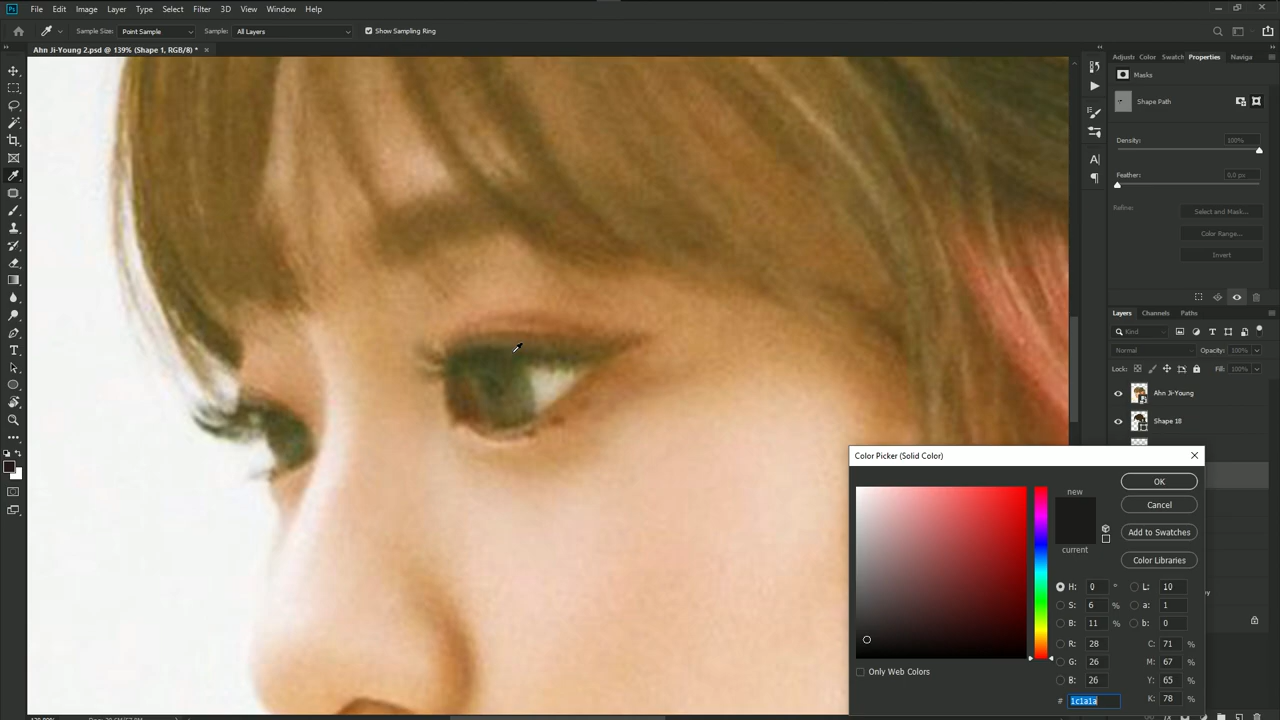 Ps File Edit Image Layer Type Select Filter 3D View Window Help
Sample Size: Point Sample Sample: All Layers Show Sampling Ring
Ahn Ji-Young 2.psd @ 139% (Shape 1, RGB/8) * ×
Adjustr Color Swatch Properties Naviga
Masks
Shape Path
Density: 100%
Feather: 0,0 px
Refine: Select and Mask...
Color Range...
Invert
Layers Channels Paths
Kind
Normal Opacity: 100%
Lock: Fill: 100%
Ahn Ji-Young
Shape 18
Color Picker (Solid Color)
new
current
OK
Cancel
Add to Swatches
Color Libraries
H: 0 ° L: 10
S: 6 % a: 1
B: 11 % b: 0
R: 28 C: 71 %
G: 26 M: 67 %
B: 26 Y: 65 %
# 1c1a1a K: 78 %
Only Web Colors